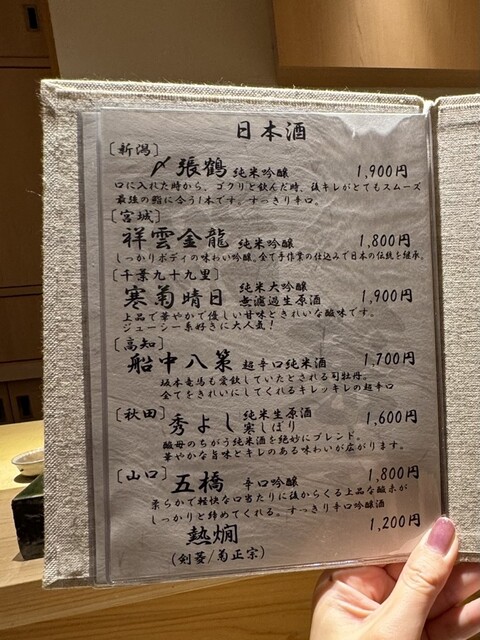 日本酒
〔新潟〕
〆張鶴 純米吟醸 1,900円
口に入れた時から、ゴクリと飲んだ時、後キレがとてもスムーズ
最強の鮨に合う1本です。すっきり辛口。
〔宮城〕
祥雲金龍 純米吟醸 1,800円
しっかりボディの味わい吟醸。全て手作業の仕込みで日本の伝統を継承。
〔千葉九十九里〕
寒菊晴日 純米大吟醸
無濾過生原酒 1,900円
上品で華やかで優しい甘味ときれいな酸味です。
ジューシー系好きに大人気！
〔高知〕
船中八策 超辛口純米酒 1,700円
坂本竜馬も愛飲していたとされる司牡丹。
全てをきれいにしてくれるキレッキレの超辛口
〔秋田〕秀よし 純米生原酒
寒しぼり 1,600円
酸母のちがう純米酒を絶妙にブレンド。
華やかな旨味とキレのある味わいが広がります。
〔山口〕五橋 辛口吟醸 1,800円
柔らかで軽快な口当たりに後からくる上品な酸味が
しっかりと締めてくれる。すっきり辛口吟醸酒
熱燗 1,200円
(剣菱/菊正宗)